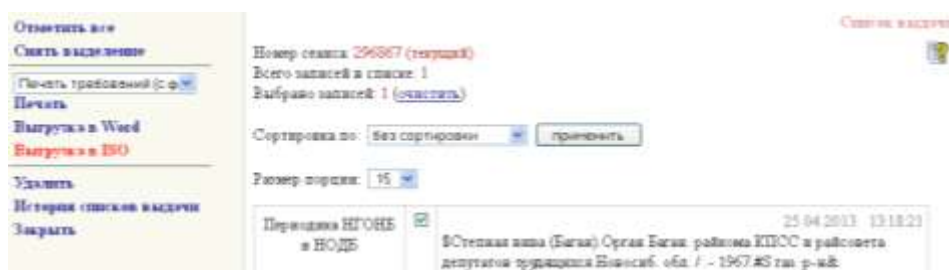 Отметить все
Снять выделение
Печать требований (с ф
Печать
Выгрузка в Word
Выгрузка в ISO
Удалить
История списков выдачи
Закрыть
Список выдачи
Номер сеанса: 296867 (текущий)
Всего записей в списке: 1
Выбрано записей: 1 (очистить)
Сортировка по: без сортировки применить
Размер порции: 15
Периодика НГОНБ
и НОДБ
25.04.2013 13:18:23
$Степная нива (Баган) Орган Баган. райкома КПСС и райсовета
депутатов трудящихся Новосиб. обл. / . - 1967.#$ газ. р-н&